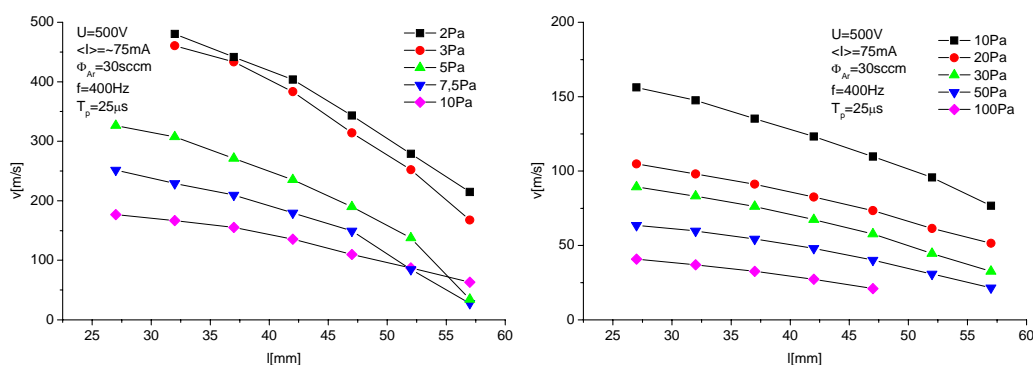 500
400
300
200
100
0
v[m/s]
U=500V
<I>=~75mA
Φ_Ar=30sccm
f=400Hz
T_p=25μs
2Pa
3Pa
5Pa
7,5Pa
10Pa
25 30 35 40 45 50 55 60
l[mm]
200
150
100
50
0
v[m/s]
U=500V
<I>=75mA
Φ_Ar=30sccm
f=400Hz
T_p=25μs
10Pa
20Pa
30Pa
50Pa
100Pa
25 30 35 40 45 50 55 60
l[mm]